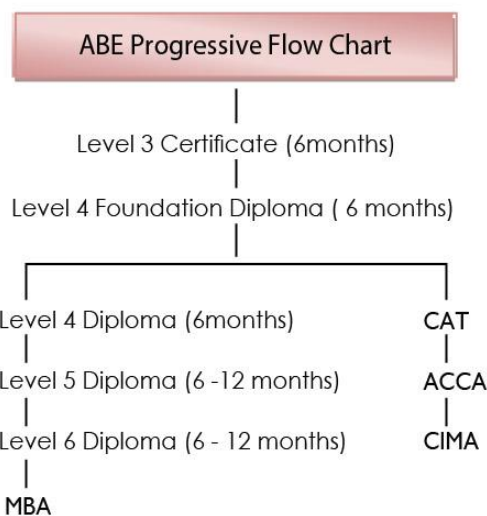 ABE Progressive Flow Chart
Level 3 Certificate (6months)
Level 4 Foundation Diploma ( 6 months)
Level 4 Diploma (6months)
CAT
Level 5 Diploma (6 -12 months)
ACCA
Level 6 Diploma (6 - 12 months)
CIMA
MBA